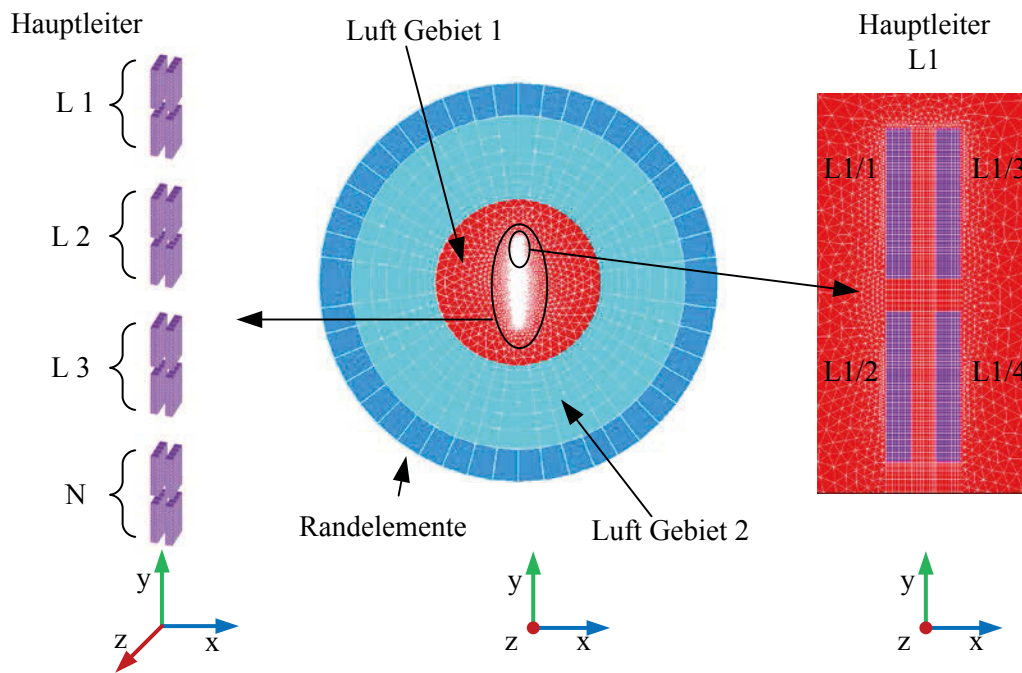 Hauptleiter
L 1
L 2
L 3
N
y
z
x
Luft Gebiet 1
Randelemente
Luft Gebiet 2
y
z
x
Hauptleiter
L1
L1/1
L1/3
L1/2
L1/4
y
z
x